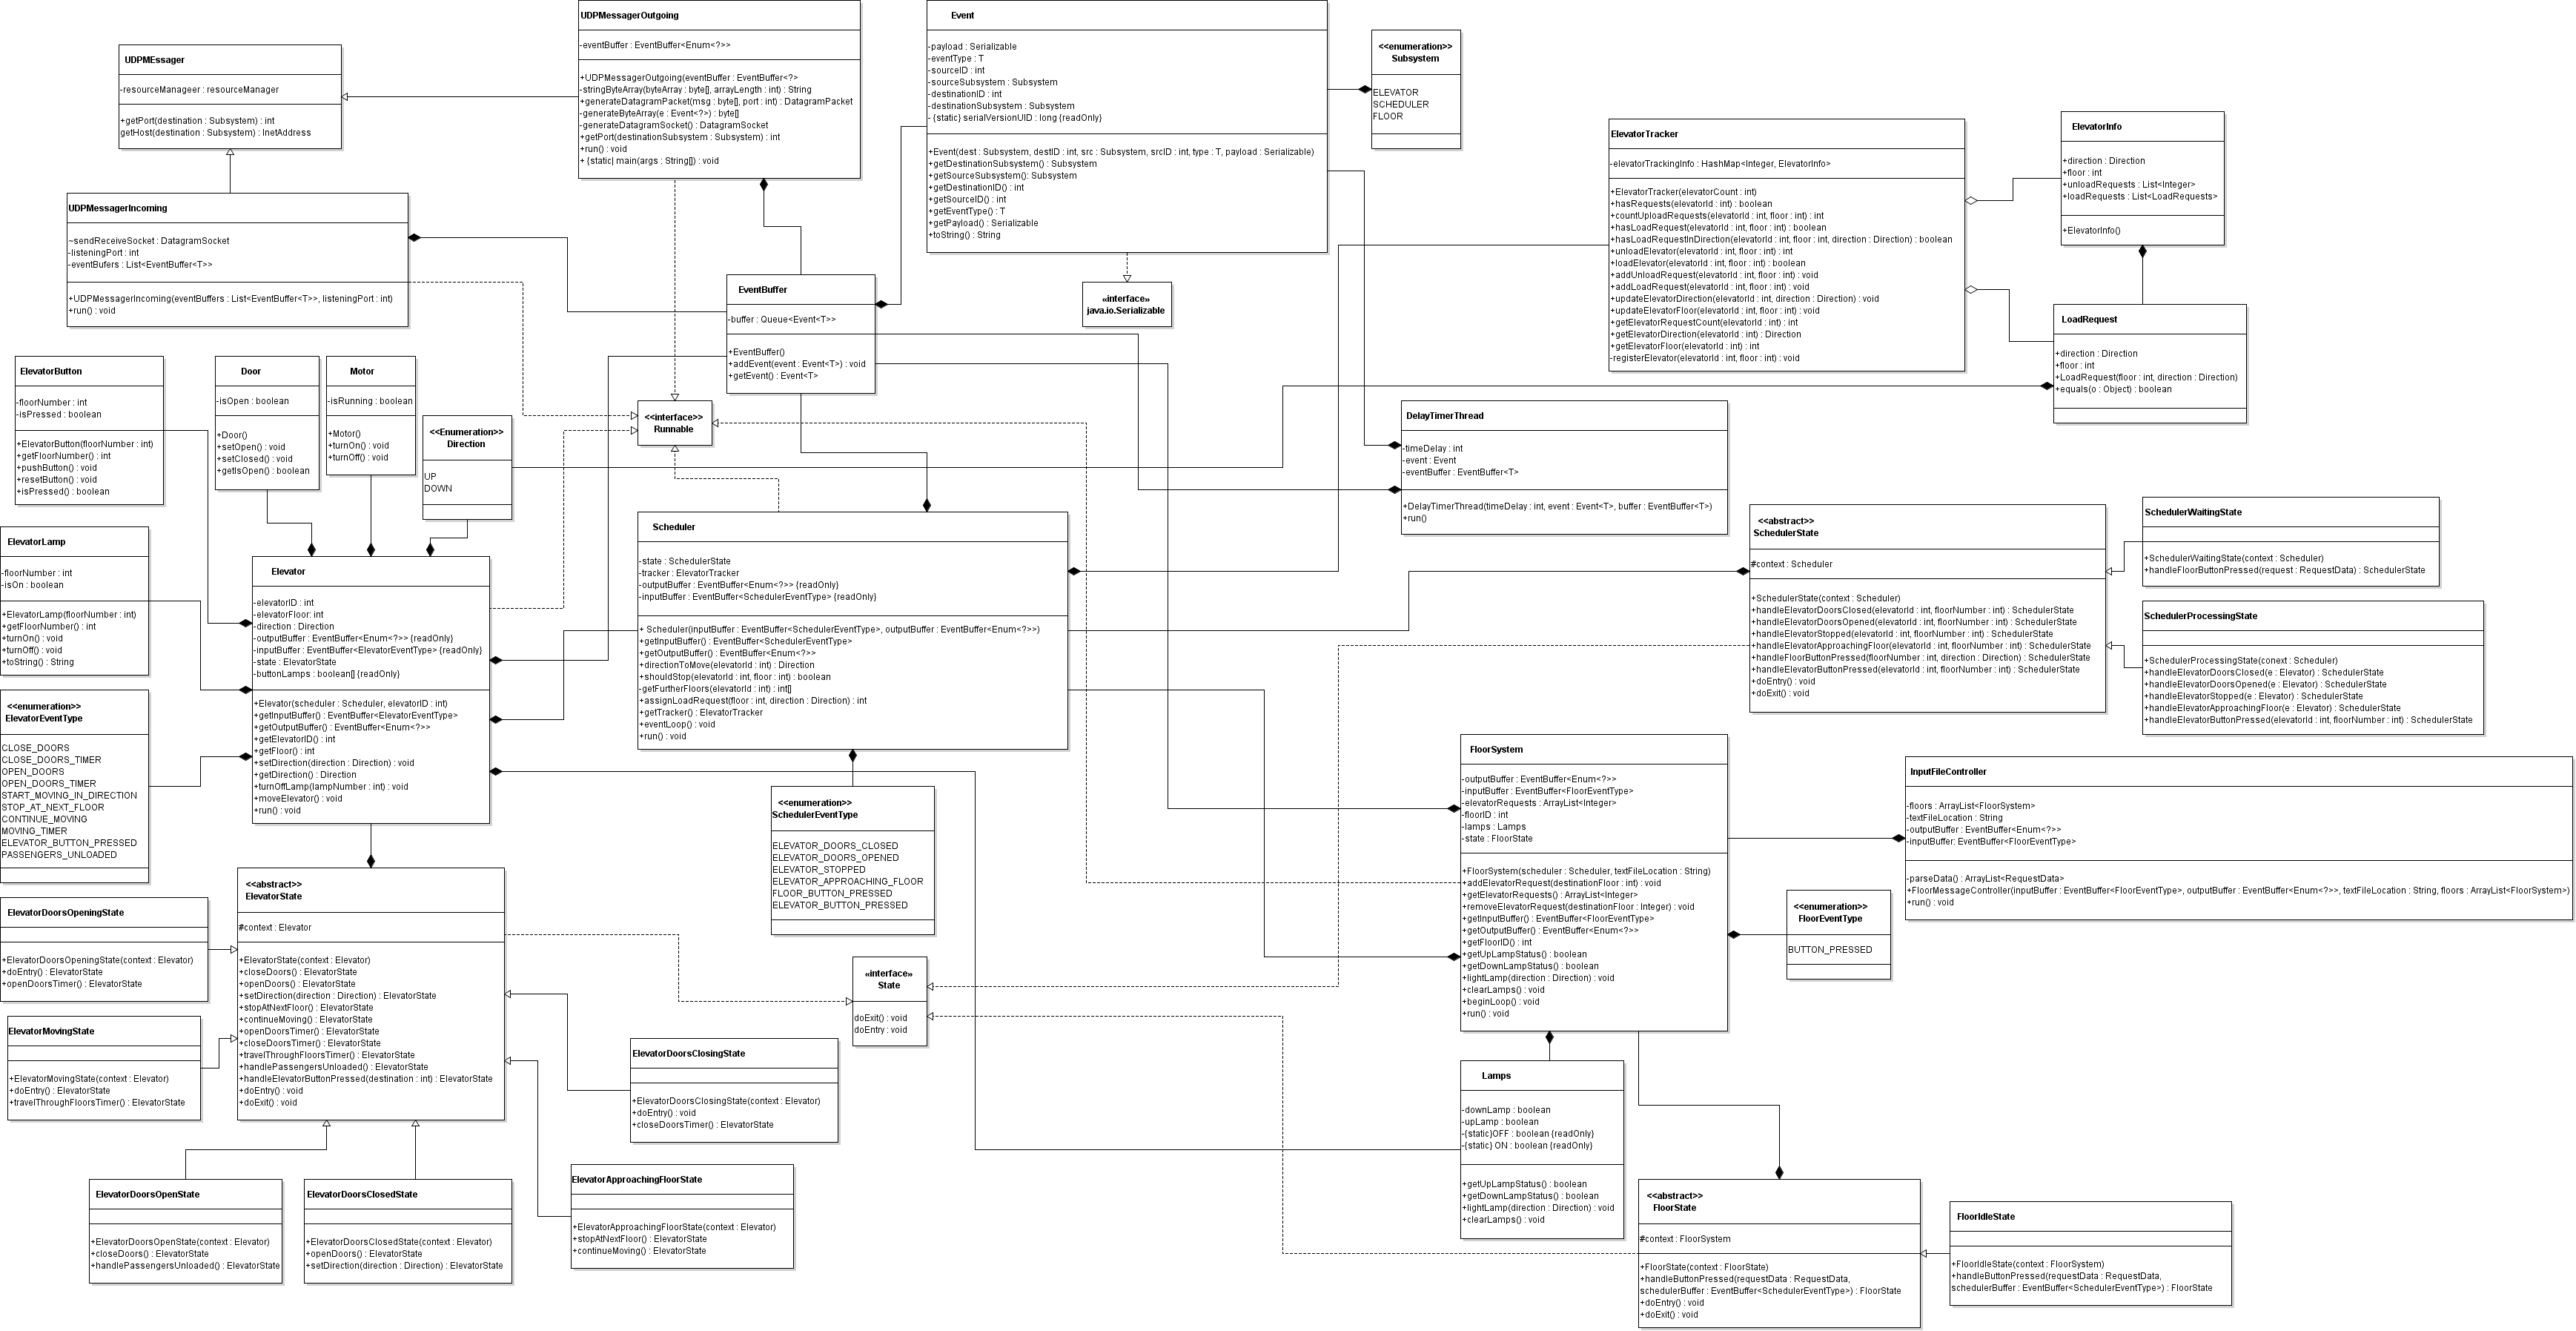 UDPMEssager
-resourceManageer : resourceManager
+getPort(destination : Subsystem) : int
getHost(destination : Subsystem) : InetAddress
UDPMessagerOutgoing
-eventBuffer : EventBuffer<Enum<?>>
+UDPMessagerOutgoing(eventBuffer : EventBuffer<?>
-stringByteArray(byteArray : byte[], arrayLength : int) : String
+generateDatagramPacket(msg : byte[], port : int) : DatagramPacket
-generateByteArray(e : Event<?>) : byte[]
-generateDatagramSocket() : DatagramSocket
+getPort(destinationSubsystem : Subsystem) : int
+run() : void
+ {static| main(args : String[]) : void
Event
-payload : Serializable
-eventType : T
-sourceID : int
-sourceSubsystem : Subsystem
-destinationID : int
-destinationSubsystem : Subsystem
- {static} serialVersionUID : long {readOnly}
+Event(dest : Subsystem, destID : int, src : Subsystem, srcID : int, type : T, payload : Serializable)
+getDestinationSubsystem() : Subsystem
+getSourceSubsystem(): Subsystem
+getDestinationID() : int
+getSourceID() : int
+getEventType() : T
+getPayload() : Serializable
+toString() : String
<<enumeration>>
Subsystem
ELEVATOR
SCHEDULER
FLOOR
ElevatorTracker
-elevatorTrackingInfo : HashMap<Integer, ElevatorInfo>
+ElevatorTracker(elevatorCount : int)
+hasRequests(elevatorId : int) : boolean
+countUploadRequests(elevatorId : int, floor : int) : int
+hasLoadRequest(elevatorId : int, floor : int) : boolean
+hasLoadRequestInDirection(elevatorId : int, floor : int, direction : Direction) : boolean
+unloadElevator(elevatorId : int, floor : int) : int
+loadElevator(elevatorId : int, floor : int) : boolean
+addUnloadRequest(elevatorId : int, floor : int) : void
+addLoadRequest(elevatorId : int, floor : int) : void
+updateElevatorDirection(elevatorId : int, direction : Direction) : void
+updateElevatorFloor(elevatorId : int, floor : int) : void
+getElevatorRequestCount(elevatorId : int) : int
+getElevatorDirection(elevatorId : int) : Direction
+getElevatorFloor(elevatorId : int) : int
-registerElevator(elevatorId : int, floor : int) : void
ElevatorInfo
+direction : Direction
+floor : int
+unloadRequests : List<Integer>
+loadRequests : List<LoadRequests>
+ElevatorInfo()
UDPMessagerIncoming
~sendReceiveSocket : DatagramSocket
-listeningPort : int
-eventBufers : List<EventBuffer<T>>
+UDPMessagerIncoming(eventBuffers : List<EventBuffer<T>>, listeningPort : int)
+run() : void
EventBuffer
-buffer : Queue<Event<T>>
+EventBuffer()
+addEvent(event : Event<T>) : void
+getEvent() : Event<T>
«interface»
java.io.Serializable
LoadRequest
+direction : Direction
+floor : int
+LoadRequest(floor : int, direction : Direction)
+equals(o : Object) : boolean
ElevatorButton
-floorNumber : int
-isPressed : boolean
+ElevatorButton(floorNumber : int)
+getFloorNumber() : int
+pushButton() : void
+resetButton() : void
+isPressed() : boolean
Door
-isOpen : boolean
+Door()
+setOpen() : void
+setClosed() : void
+getIsOpen() : boolean
Motor
-isRunning : boolean
+Motor()
+turnOn() : void
+turnOff() : void
<<Enumeration>>
Direction
UP
DOWN
<<interface>>
Runnable
DelayTimerThread
-timeDelay : int
-event : Event
-eventBuffer : EventBuffer<T>
+DelayTimerThread(timeDelay : int, event : Event<T>, buffer : EventBuffer<T>)
+run()
ElevatorLamp
-floorNumber : int
-isOn : boolean
+ElevatorLamp(floorNumber : int)
+getFloorNumber() : int
+turnOn() : void
+turnOff() : void
+toString() : String
Elevator
-elevatorID : int
-elevatorFloor: int
-direction : Direction
-outputBuffer : EventBuffer<Enum<?>> {readOnly}
-inputBuffer : EventBuffer<ElevatorEventType> {readOnly}
-state : ElevatorState
-buttonLamps : boolean[] {readOnly}
+Elevator(scheduler : Scheduler, elevatorID : int)
+getInputBuffer() : EventBuffer<ElevatorEventType>
+getOutputBuffer() : EventBuffer<Enum<?>>
+getElevatorID() : int
+getFloor() : int
+setDirection(direction : Direction) : void
+getDirection() : Direction
+turnOffLamp(lampNumber : int) : void
+moveElevator() : void
+run() : void
Scheduler
-state : SchedulerState
-tracker : ElevatorTracker
-outputBuffer : EventBuffer<Enum<?>> {readOnly}
-inputBuffer : EventBuffer<SchedulerEventType> {readOnly}
+ Scheduler(inputBuffer : EventBuffer<SchedulerEventType>, outputBuffer : EventBuffer<Enum<?>>)
+getInputBuffer() : EventBuffer<SchedulerEventType>
+getOutputBuffer() : EventBuffer<Enum<?>>
+directionToMove(elevatorId : int) : Direction
+shouldStop(elevatorId : int, floor : int) : boolean
-getFurtherFloors(elevatorId : int) : int[]
+assignLoadRequest(floor : int, direction : Direction) : int
+getTracker() : ElevatorTracker
+eventLoop() : void
+run() : void
<<abstract>>
SchedulerState
#context : Scheduler
+SchedulerState(context : Scheduler)
+handleElevatorDoorsClosed(elevatorId : int, floorNumber : int) : SchedulerState
+handleElevatorDoorsOpened(elevatorId : int, floorNumber : int) : SchedulerState
+handleElevatorStopped(elevatorId : int, floorNumber : int) : SchedulerState
+handleElevatorApproachingFloor(elevatorId : int, floorNumber : int) : SchedulerState
+handleFloorButtonPressed(floorNumber : int, direction : Direction) : SchedulerState
+handleElevatorButtonPressed(elevatorId : int, floorNumber : int) : SchedulerState
+doEntry() : void
+doExit() : void
SchedulerWaitingState
+SchedulerWaitingState(context : Scheduler)
+handleFloorButtonPressed(request : RequestData) : SchedulerState
SchedulerProcessingState
+SchedulerProcessingState(conext : Scheduler)
+handleElevatorDoorsClosed(e : Elevator) : SchedulerState
+handleElevatorDoorsOpened(e : Elevator) : SchedulerState
+handleElevatorStopped(e : Elevator) : SchedulerState
+handleElevatorApproachingFloor(e : Elevator) : SchedulerState
+handleElevatorButtonPressed(elevatorId : int, floorNumber : int) : SchedulerState
<<enumeration>>
ElevatorEventType
CLOSE_DOORS
CLOSE_DOORS_TIMER
OPEN_DOORS
OPEN_DOORS_TIMER
START_MOVING_IN_DIRECTION
STOP_AT_NEXT_FLOOR
CONTINUE_MOVING
MOVING_TIMER
ELEVATOR_BUTTON_PRESSED
PASSENGERS_UNLOADED
<<enumeration>>
SchedulerEventType
ELEVATOR_DOORS_CLOSED
ELEVATOR_DOORS_OPENED
ELEVATOR_STOPPED
ELEVATOR_APPROACHING_FLOOR
FLOOR_BUTTON_PRESSED
ELEVATOR_BUTTON_PRESSED
FloorSystem
-outputBuffer : EventBuffer<Enum<?>>
-inputBuffer : EventBuffer<FloorEventType>
-elevatorRequests : ArrayList<Integer>
-floorID : int
-lamps : Lamps
-state : FloorState
+FloorSystem(scheduler : Scheduler, textFileLocation : String)
+addElevatorRequest(destinationFloor : int) : void
+getElevatorRequests() : ArrayList<Integer>
+removeElevatorRequest(destinationFloor : Integer) : void
+getInputBuffer() : EventBuffer<FloorEventType>
+getOutputBuffer() : EventBuffer<Enum<?>>
+getFloorID() : int
+getUpLampStatus() : boolean
+getDownLampStatus() : boolean
+lightLamp(direction : Direction) : void
+clearLamps() : void
+beginLoop() : void
+run() : void
InputFileController
-floors : ArrayList<FloorSystem>
-textFileLocation : String
-outputBuffer : EventBuffer<Enum<?>>
-inputBuffer: EventBuffer<FloorEventType>
-parseData() : ArrayList<RequestData>
+FloorMessageController(inputBuffer : EventBuffer<FloorEventType>, outputBuffer : EventBuffer<Enum<?>>, textFileLocation : String, floors : ArrayList<FloorSystem>)
+run() : void
<<enumeration>>
FloorEventType
BUTTON_PRESSED
<<abstract>>
ElevatorState
#context : Elevator
+ElevatorState(context : Elevator)
+closeDoors() : ElevatorState
+openDoors() : ElevatorState
+setDirection(direction : Direction) : ElevatorState
+stopAtNextFloor() : ElevatorState
+continueMoving() : ElevatorState
+openDoorsTimer() : ElevatorState
+closeDoorsTimer() : ElevatorState
+travelThroughFloorsTimer() : ElevatorState
+handlePassengersUnloaded() : ElevatorState
+handleElevatorButtonPressed(destination : int) : ElevatorState
+doEntry() : void
+doExit() : void
ElevatorDoorsOpeningState
+ElevatorDoorsOpeningState(context : Elevator)
+doEntry() : ElevatorState
+openDoorsTimer() : ElevatorState
ElevatorMovingState
+ElevatorMovingState(context : Elevator)
+doEntry() : ElevatorState
+travelThroughFloorsTimer() : ElevatorState
«interface»
State
doExit() : void
doEntry : void
ElevatorDoorsClosingState
+ElevatorDoorsClosingState(context : Elevator)
+doEntry() : void
+closeDoorsTimer() : ElevatorState
Lamps
-downLamp : boolean
-upLamp : boolean
-{static}OFF : boolean {readOnly}
-{static} ON : boolean {readOnly}
+getUpLampStatus() : boolean
+getDownLampStatus() : boolean
+lightLamp(direction : Direction) : void
+clearLamps() : void
ElevatorDoorsOpenState
+ElevatorDoorsOpenState(context : Elevator)
+closeDoors() : ElevatorState
+handlePassengersUnloaded() : ElevatorState
ElevatorDoorsClosedState
+ElevatorDoorsClosedState(context : Elevator)
+openDoors() : ElevatorState
+setDirection(direction : Direction) : ElevatorState
ElevatorApproachingFloorState
+ElevatorApproachingFloorState(context : Elevator)
+stopAtNextFloor() : ElevatorState
+continueMoving() : ElevatorState
<<abstract>>
FloorState
#context : FloorSystem
+FloorState(context : FloorState)
+handleButtonPressed(requestData : RequestData,
schedulerBuffer : EventBuffer<SchedulerEventType>) : FloorState
+doEntry() : void
+doExit() : void
FloorIdleState
+FloorIdleState(context : FloorSystem)
+handleButtonPressed(requestData : RequestData,
schedulerBuffer : EventBuffer<SchedulerEventType>) : FloorState